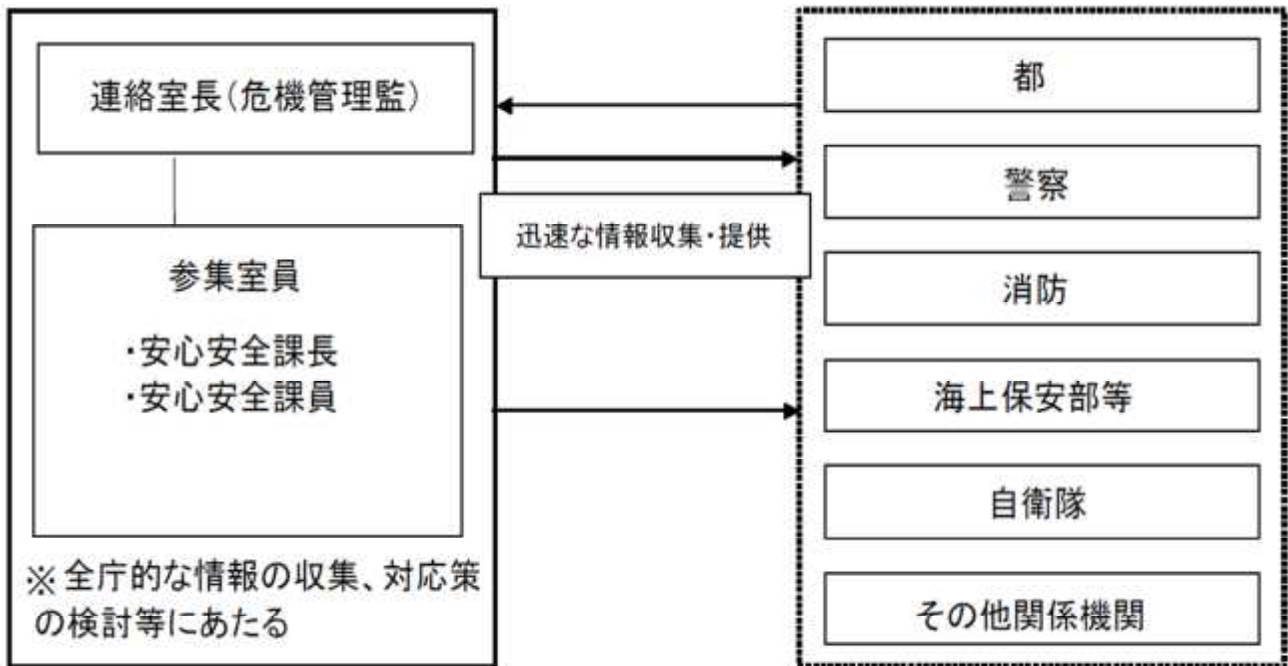 連絡室長(危機管理監)
参集室員
・安心安全課長
・安心安全課員
※全庁的な情報の収集、対応策
の検討等にあたる
迅速な情報収集・提供
都
警察
消防
海上保安部等
自衛隊
その他関係機関